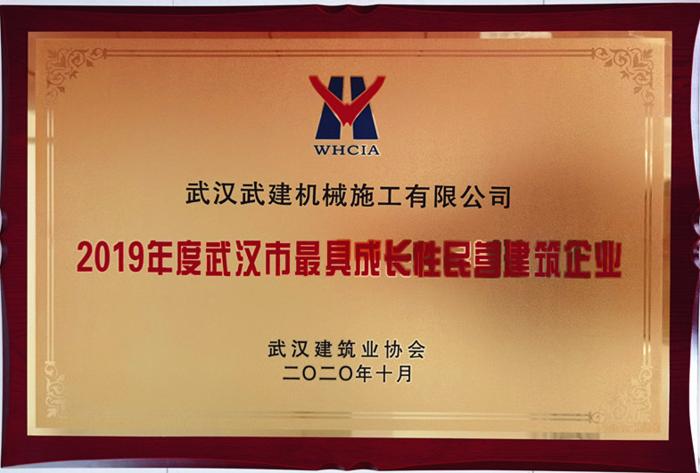 WHCIA
武汉武建机械施工有限公司
2019年度武汉市最具成长性民营建筑企业
武汉建筑业协会
二〇二〇年十月